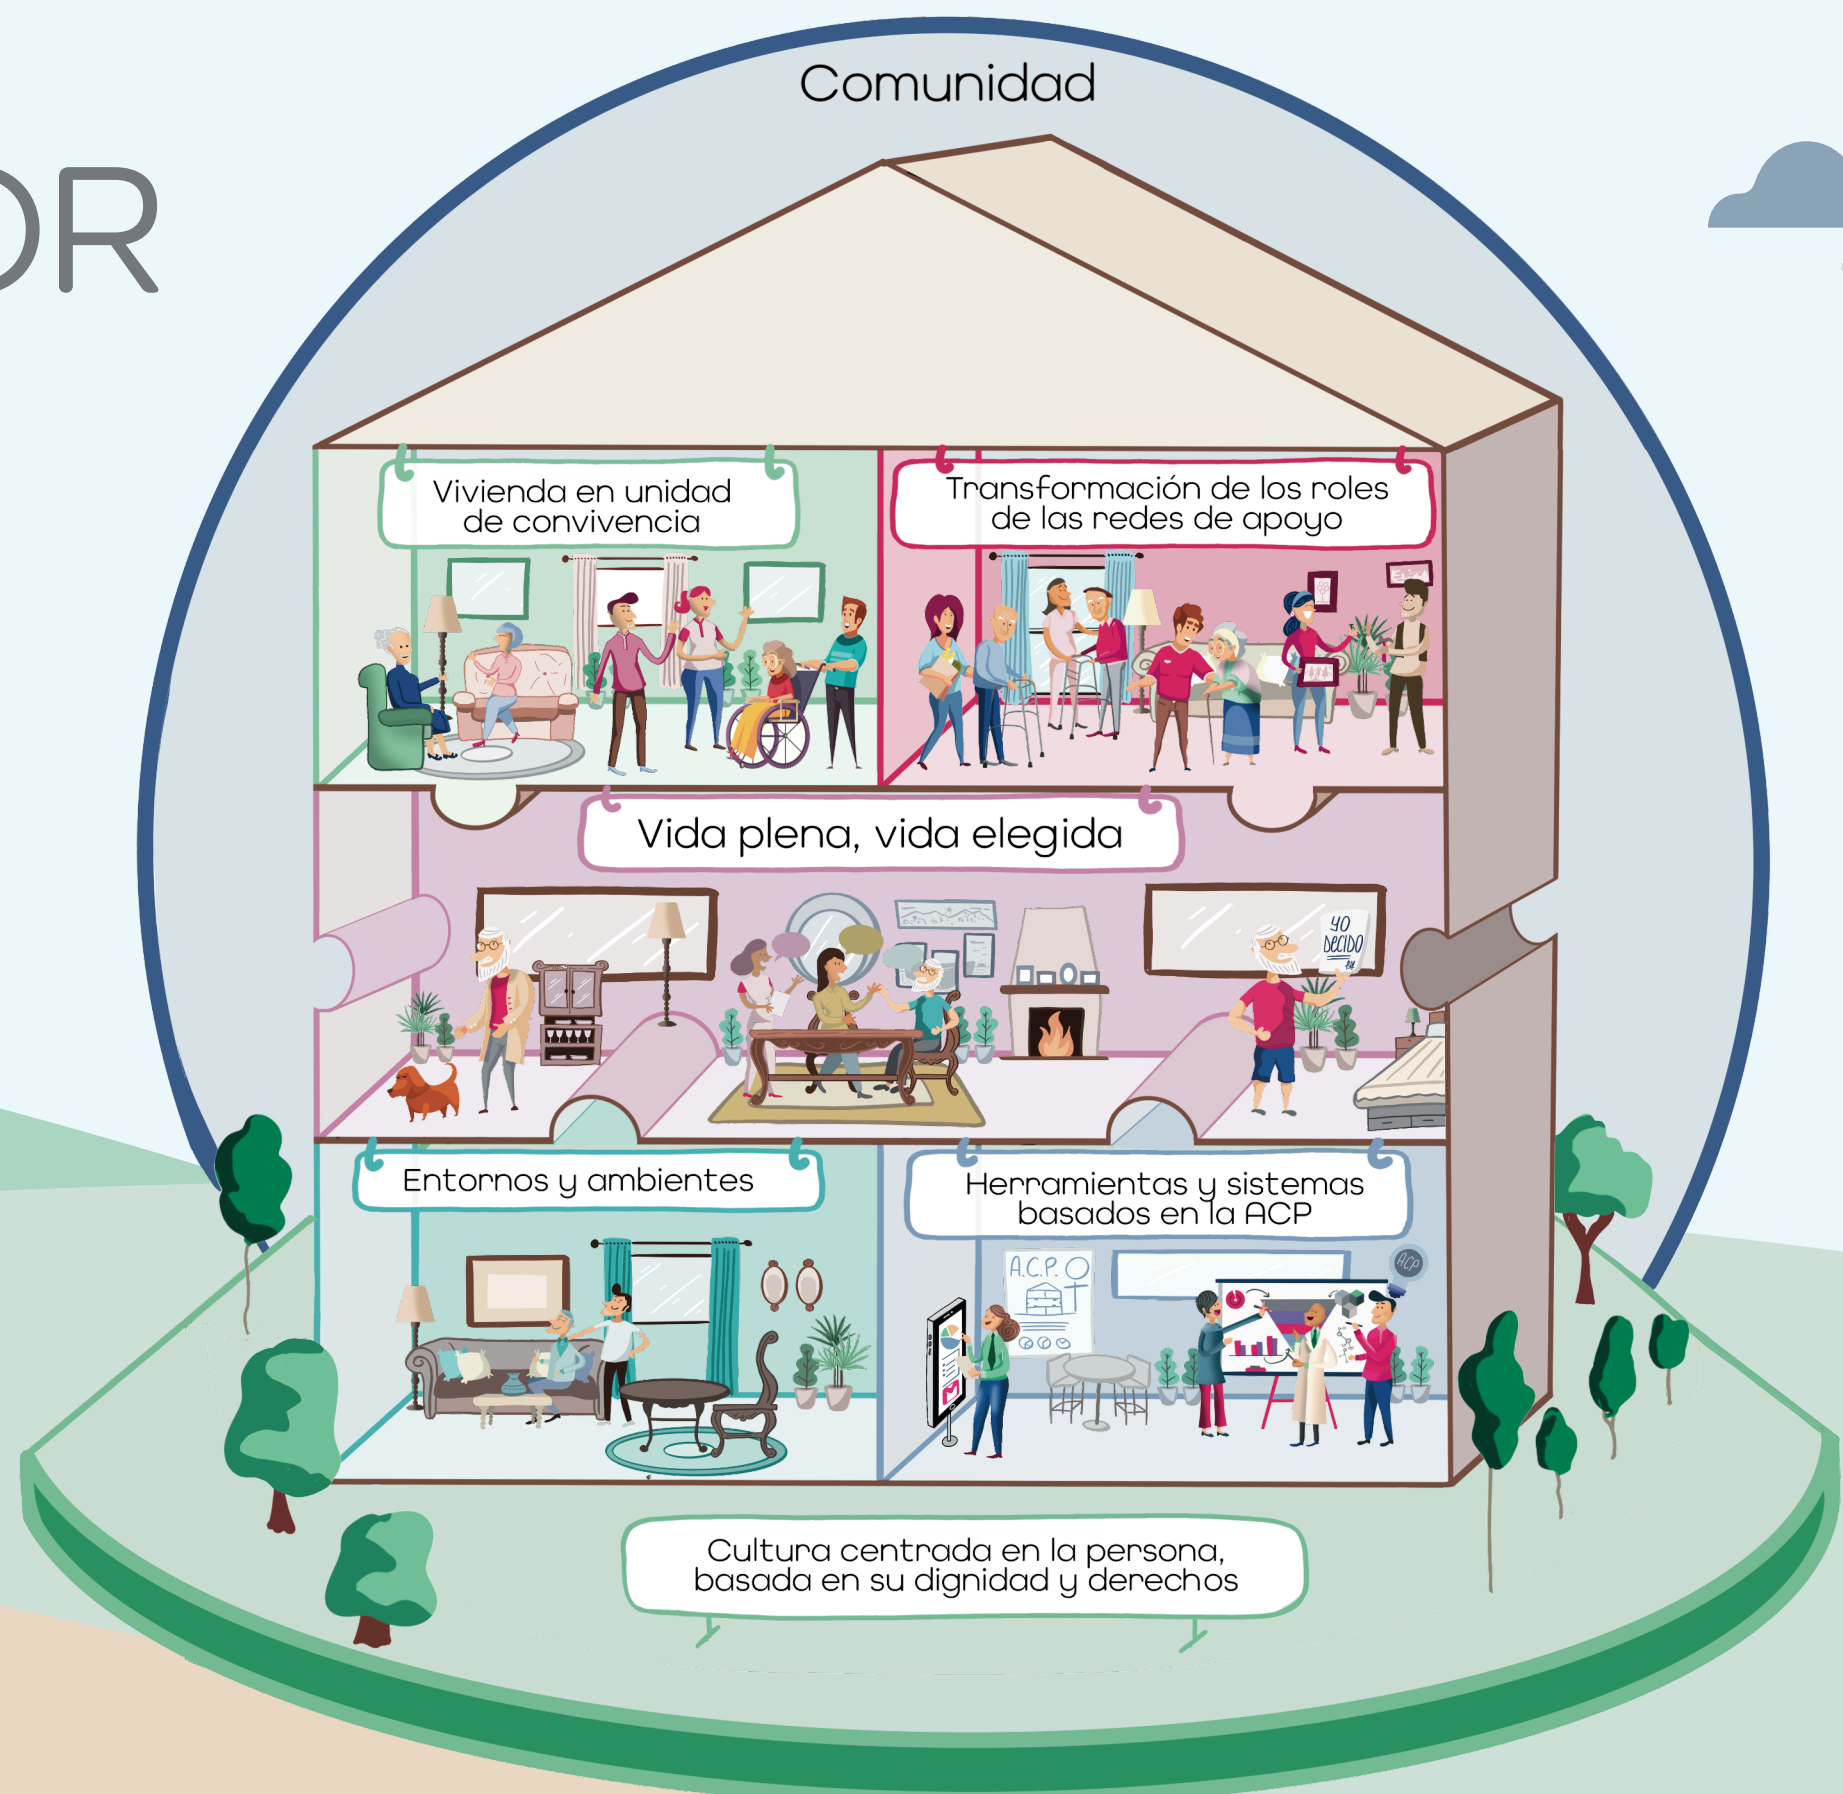 Comunidad
OR
Vivienda en unidad
de convivencia
Transformación de los roles
de las redes de apoyo
Vida plena, vida elegida
YO
DECIDO
Entornos y ambientes
Herramientas y sistemas
basados en la ACP
A.C.P.
ACP
Cultura centrada en la persona,
basada en su dignidad y derechos